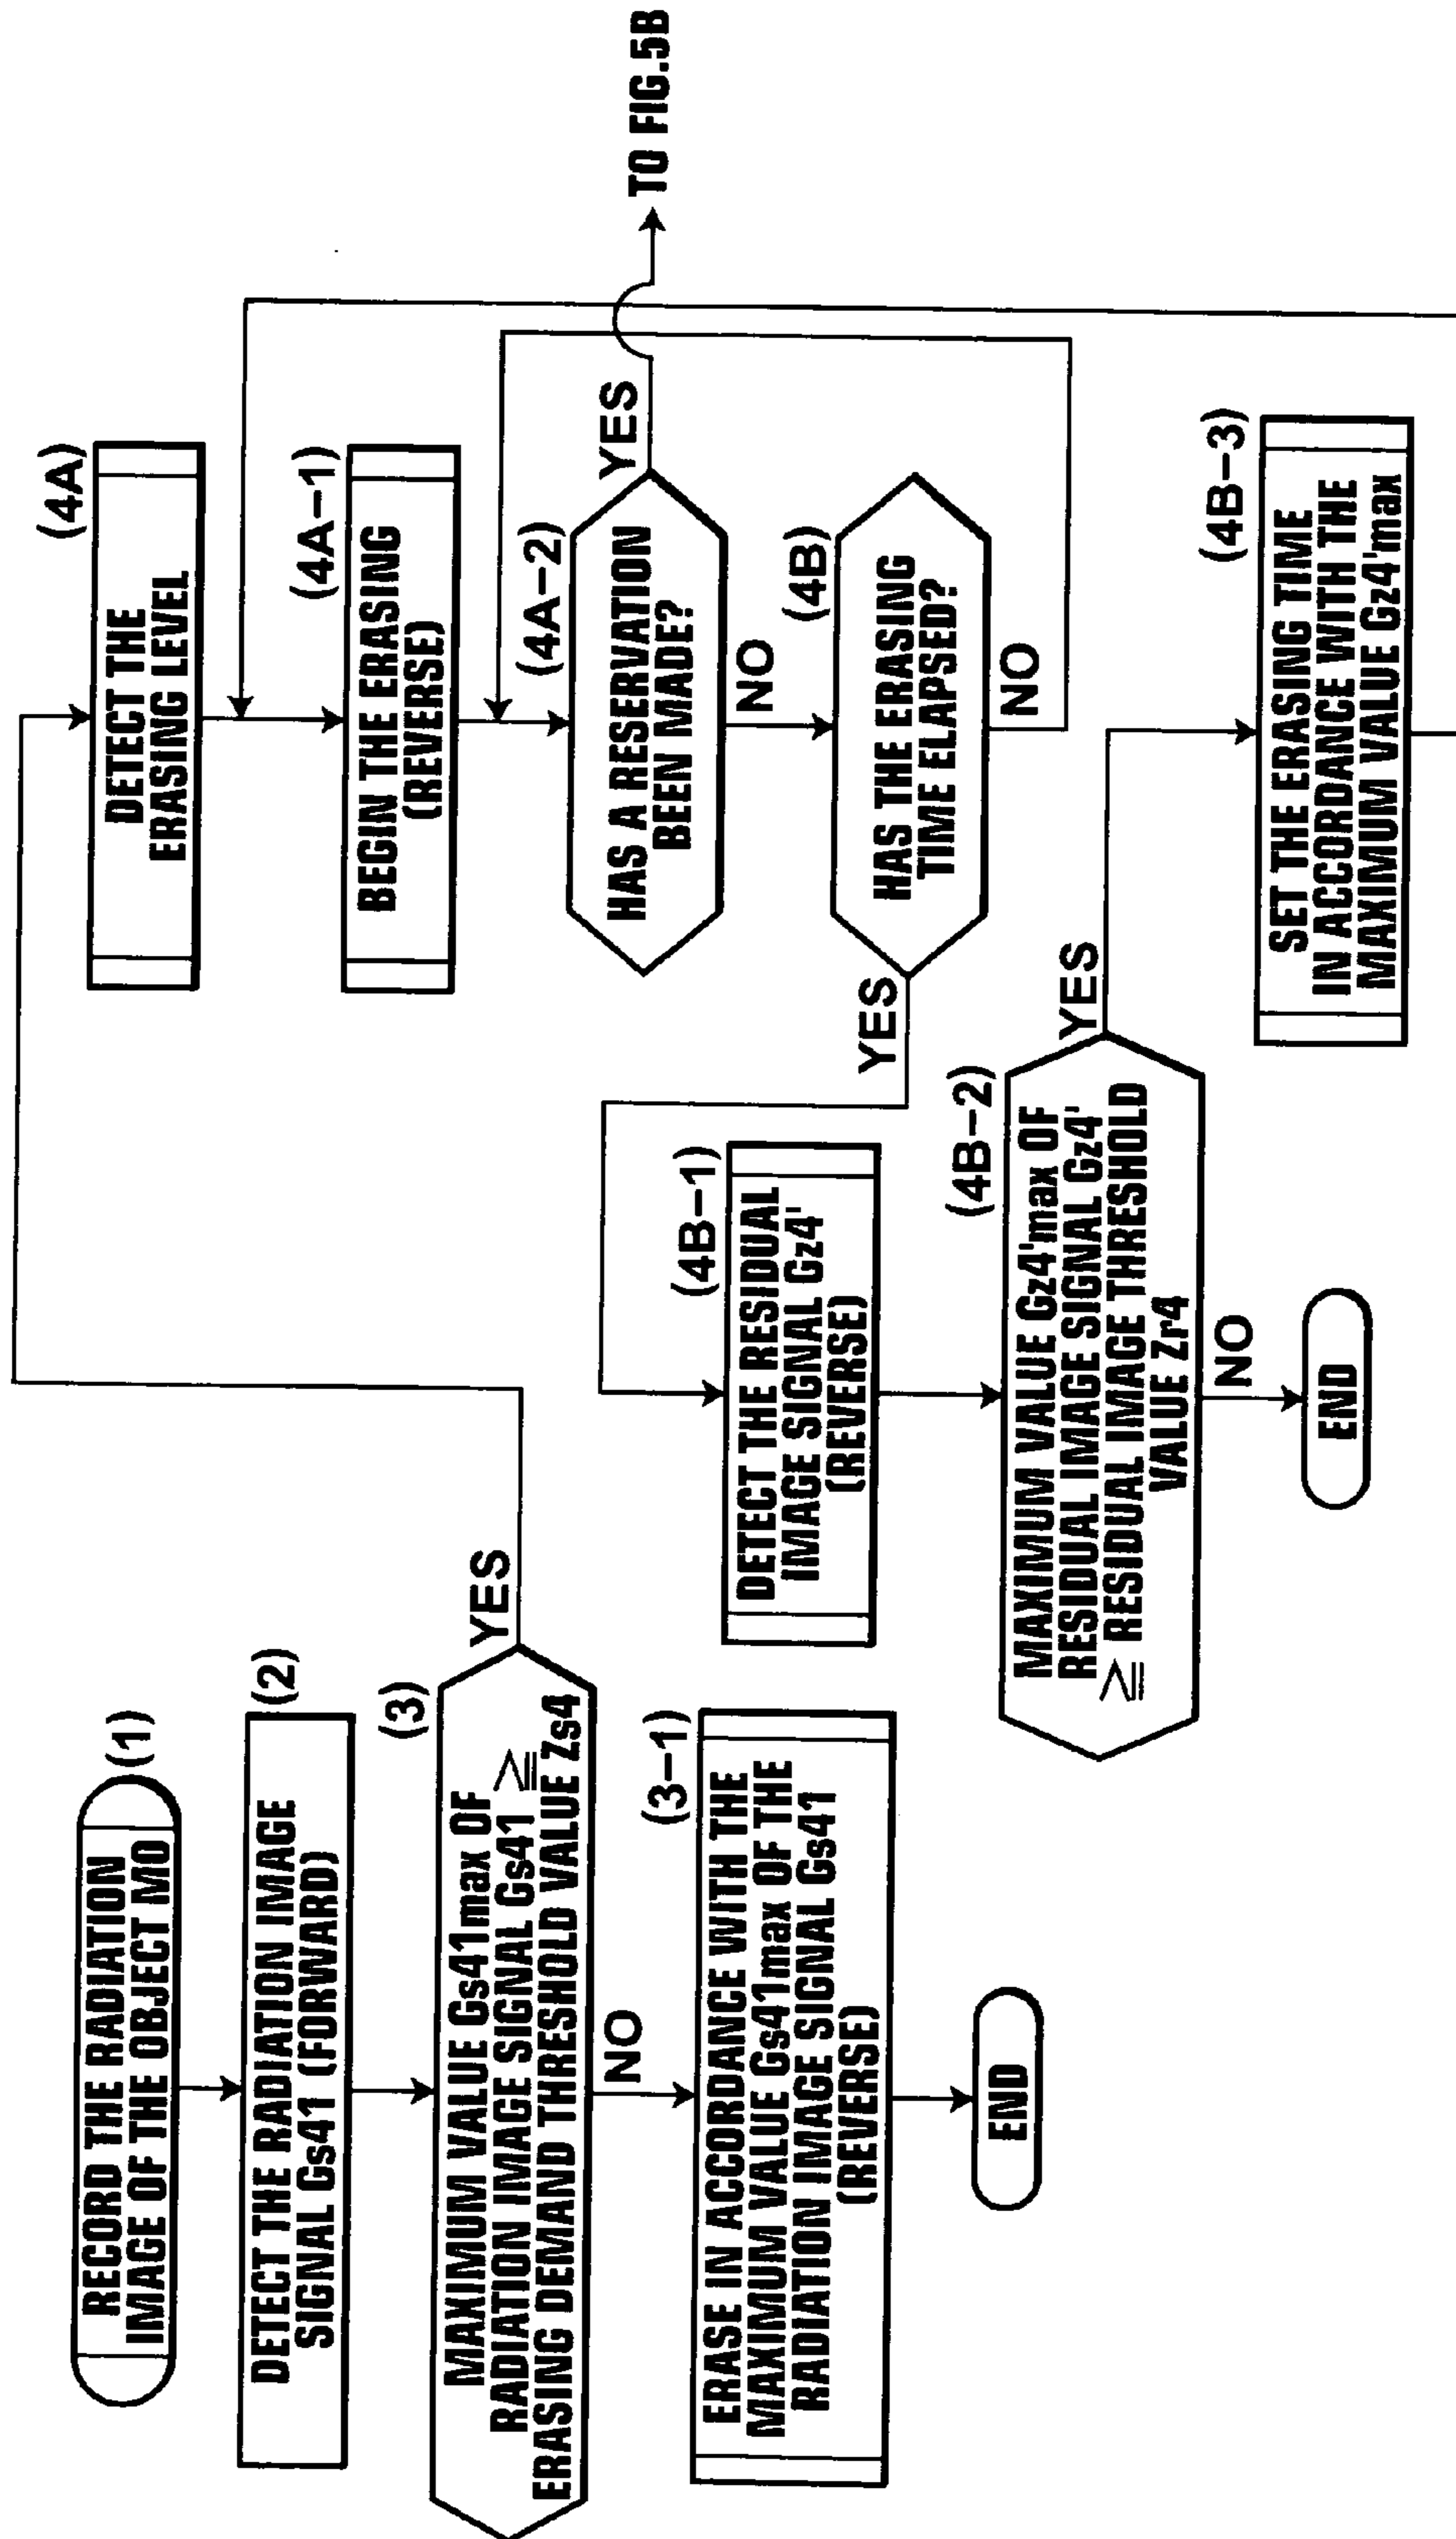 (1)
RECORD THE RADIATION
IMAGE OF THE OBJECT MO
(2)
DETECT THE RADIATION IMAGE
SIGNAL Gs41 (FORWARD)
(3)
MAXIMUM VALUE Gs41max OF
RADIATION IMAGE SIGNAL Gs41 ≧
ERASING DEMAND THRESHOLD VALUE Zs4
YES
NO
(3-1)
ERASE IN ACCORDANCE WITH THE
MAXIMUM VALUE Gs41max OF THE
RADIATION IMAGE SIGNAL Gs41
(REVERSE)
END
(4A)
DETECT THE
ERASING LEVEL
(4A-1)
BEGIN THE ERASING
(REVERSE)
(4A-2)
HAS A RESERVATION
BEEN MADE?
YES
TO FIG.5B
NO
(4B)
HAS THE ERASING
TIME ELAPSED?
YES
NO
(4B-1)
DETECT THE RESIDUAL
IMAGE SIGNAL Gz4'
(REVERSE)
(4B-2)
MAXIMUM VALUE Gz4'max OF
RESIDUAL IMAGE SIGNAL Gz4'
≧ RESIDUAL IMAGE THRESHOLD
VALUE Zr4
YES
NO
END
(4B-3)
SET THE ERASING TIME
IN ACCORDANCE WITH THE
MAXIMUM VALUE Gz4'max